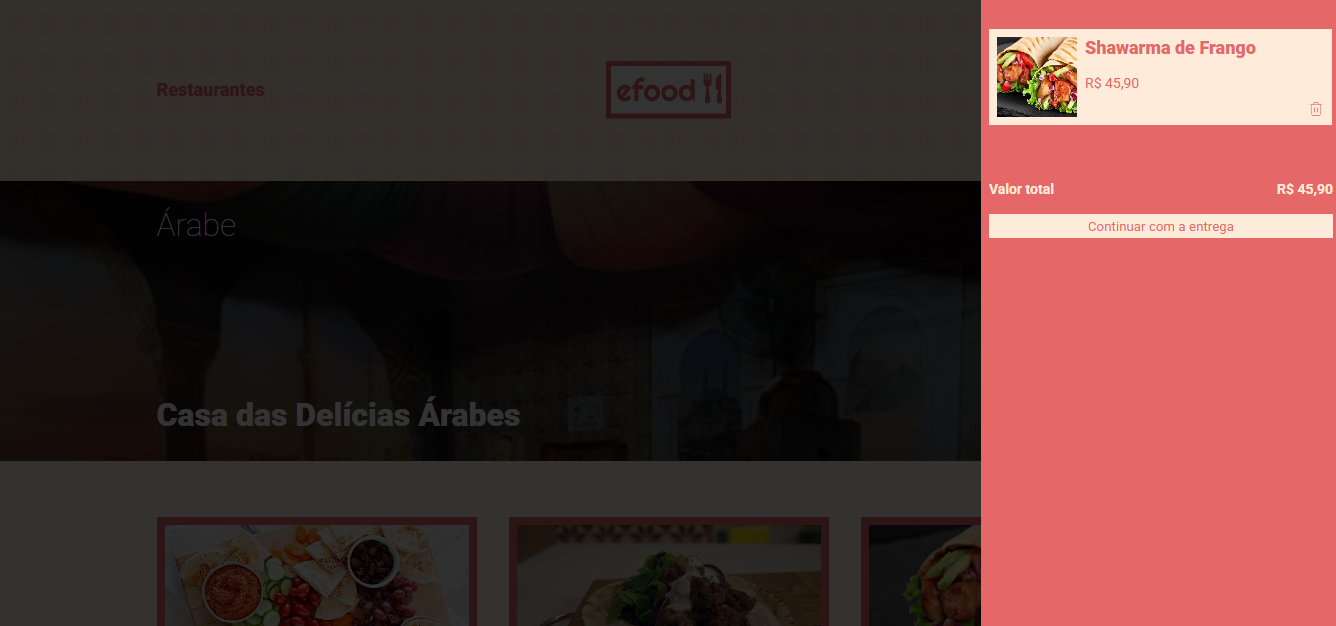 Restaurantes
efood
Árabe
Casa das Delícias Árabes
Shawarma de Frango
R$ 45,90
Valor total R$ 45,90
Continuar com a entrega